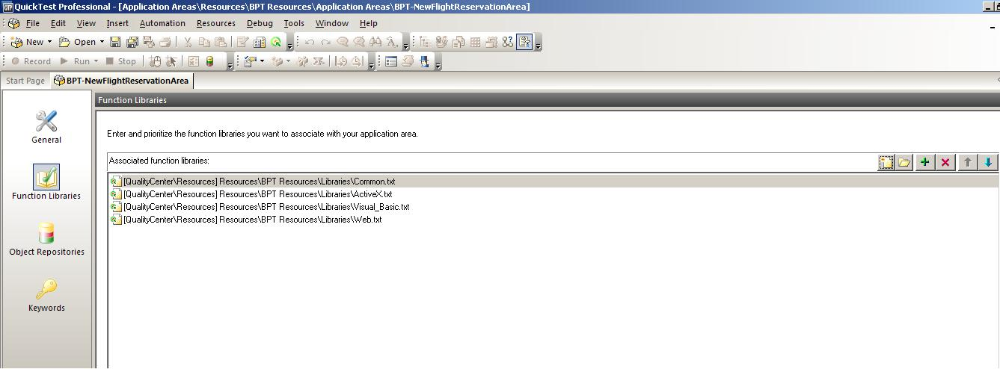 QuickTest Professional - [Application Areas\Resources\BPT Resources\Application Areas\BPT-NewFlightReservationArea]
File Edit View Insert Automation Resources Debug Tools Window Help
New Open
Record Run Stop
Start Page BPT-NewFlightReservationArea
Function Libraries
General
Function Libraries
Object Repositories
Keywords
Enter and prioritize the function libraries you want to associate with your application area.
Associated function libraries:
[QualityCenter\Resources] Resources\BPT Resources\Libraries\Common.txt
[QualityCenter\Resources] Resources\BPT Resources\Libraries\ActiveX.txt
[QualityCenter\Resources] Resources\BPT Resources\Libraries\Visual_Basic.txt
[QualityCenter\Resources] Resources\BPT Resources\Libraries\Web.txt